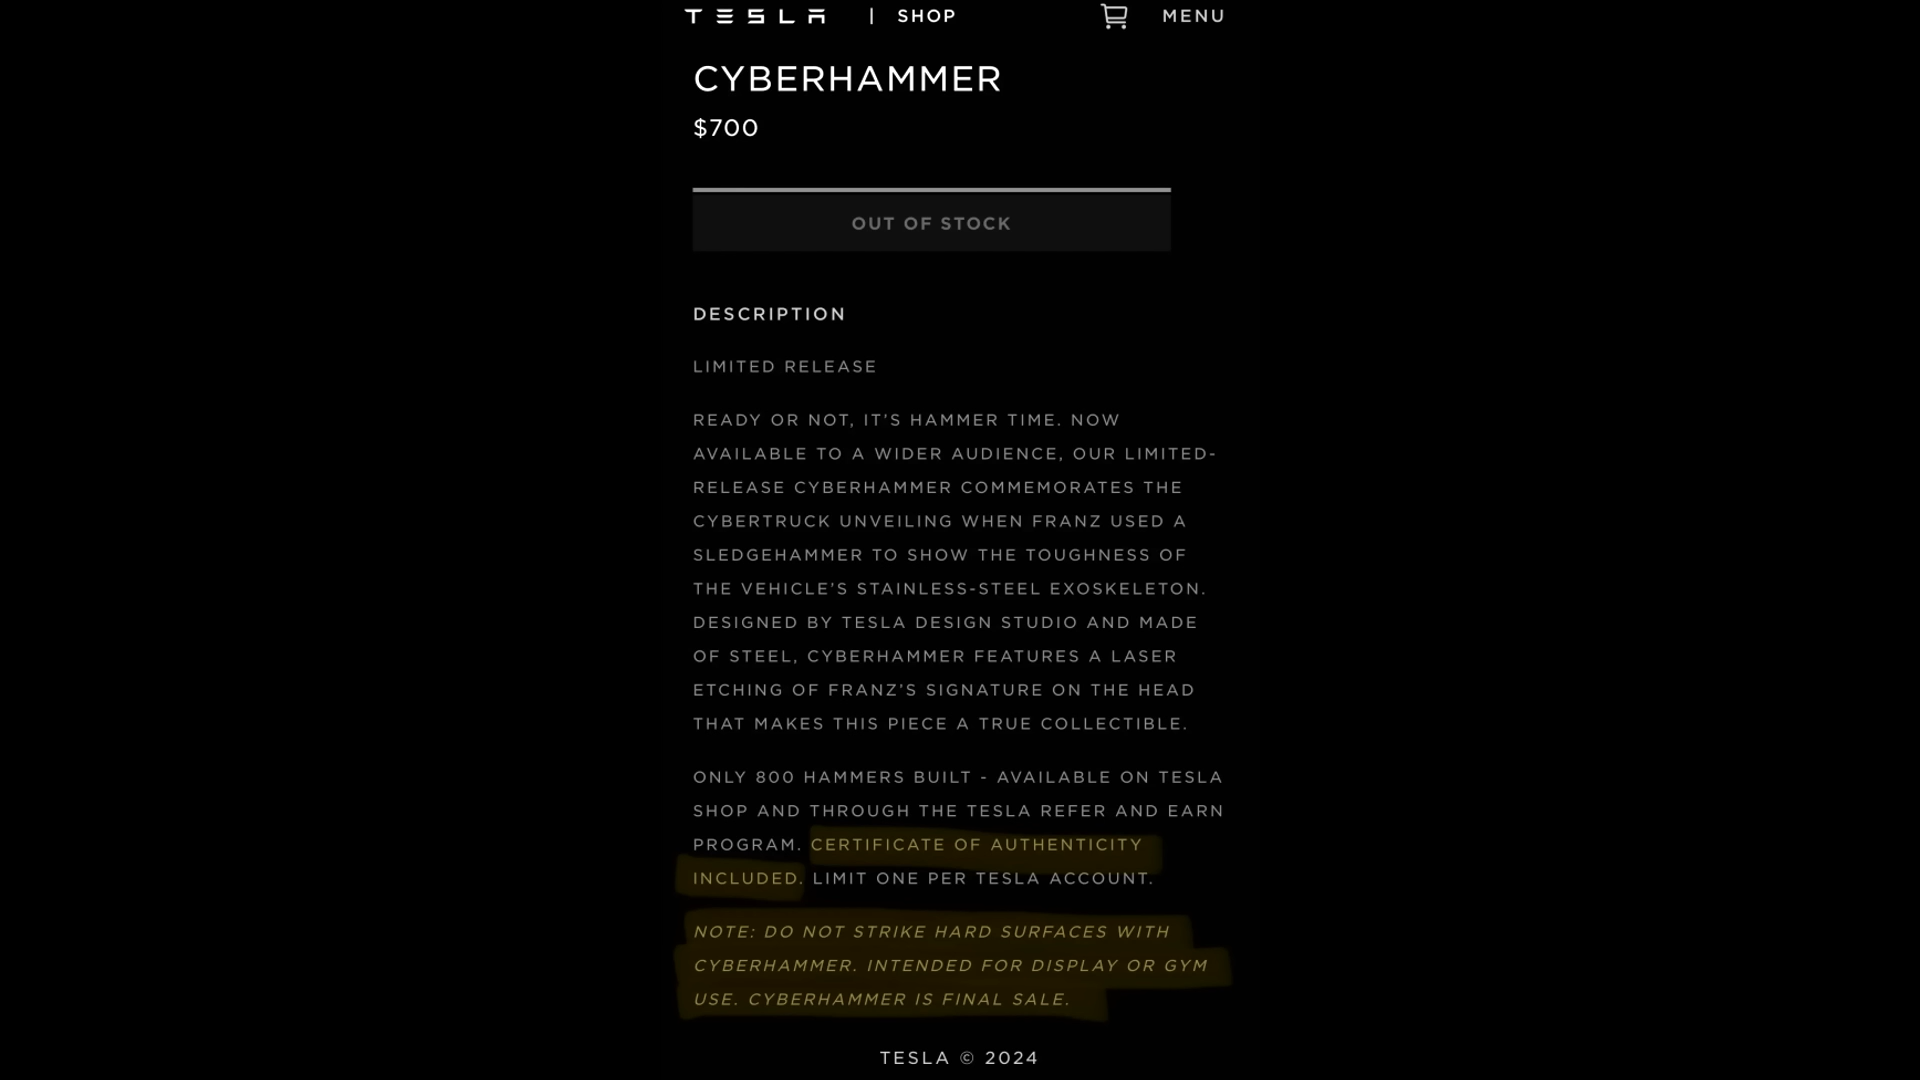 TESLA | SHOP MENU
CYBERHAMMER
$700
OUT OF STOCK
DESCRIPTION
LIMITED RELEASE
READY OR NOT, IT’S HAMMER TIME. NOW
AVAILABLE TO A WIDER AUDIENCE, OUR LIMITED-
RELEASE CYBERHAMMER COMMEMORATES THE
CYBERTRUCK UNVEILING WHEN FRANZ USED A
SLEDGEHAMMER TO SHOW THE TOUGHNESS OF
THE VEHICLE’S STAINLESS-STEEL EXOSKELETON.
DESIGNED BY TESLA DESIGN STUDIO AND MADE
OF STEEL, CYBERHAMMER FEATURES A LASER
ETCHING OF FRANZ’S SIGNATURE ON THE HEAD
THAT MAKES THIS PIECE A TRUE COLLECTIBLE.
ONLY 800 HAMMERS BUILT - AVAILABLE ON TESLA
SHOP AND THROUGH THE TESLA REFER AND EARN
PROGRAM. CERTIFICATE OF AUTHENTICITY
INCLUDED. LIMIT ONE PER TESLA ACCOUNT.
NOTE: DO NOT STRIKE HARD SURFACES WITH
CYBERHAMMER. INTENDED FOR DISPLAY OR GYM
USE. CYBERHAMMER IS FINAL SALE.
TESLA © 2024